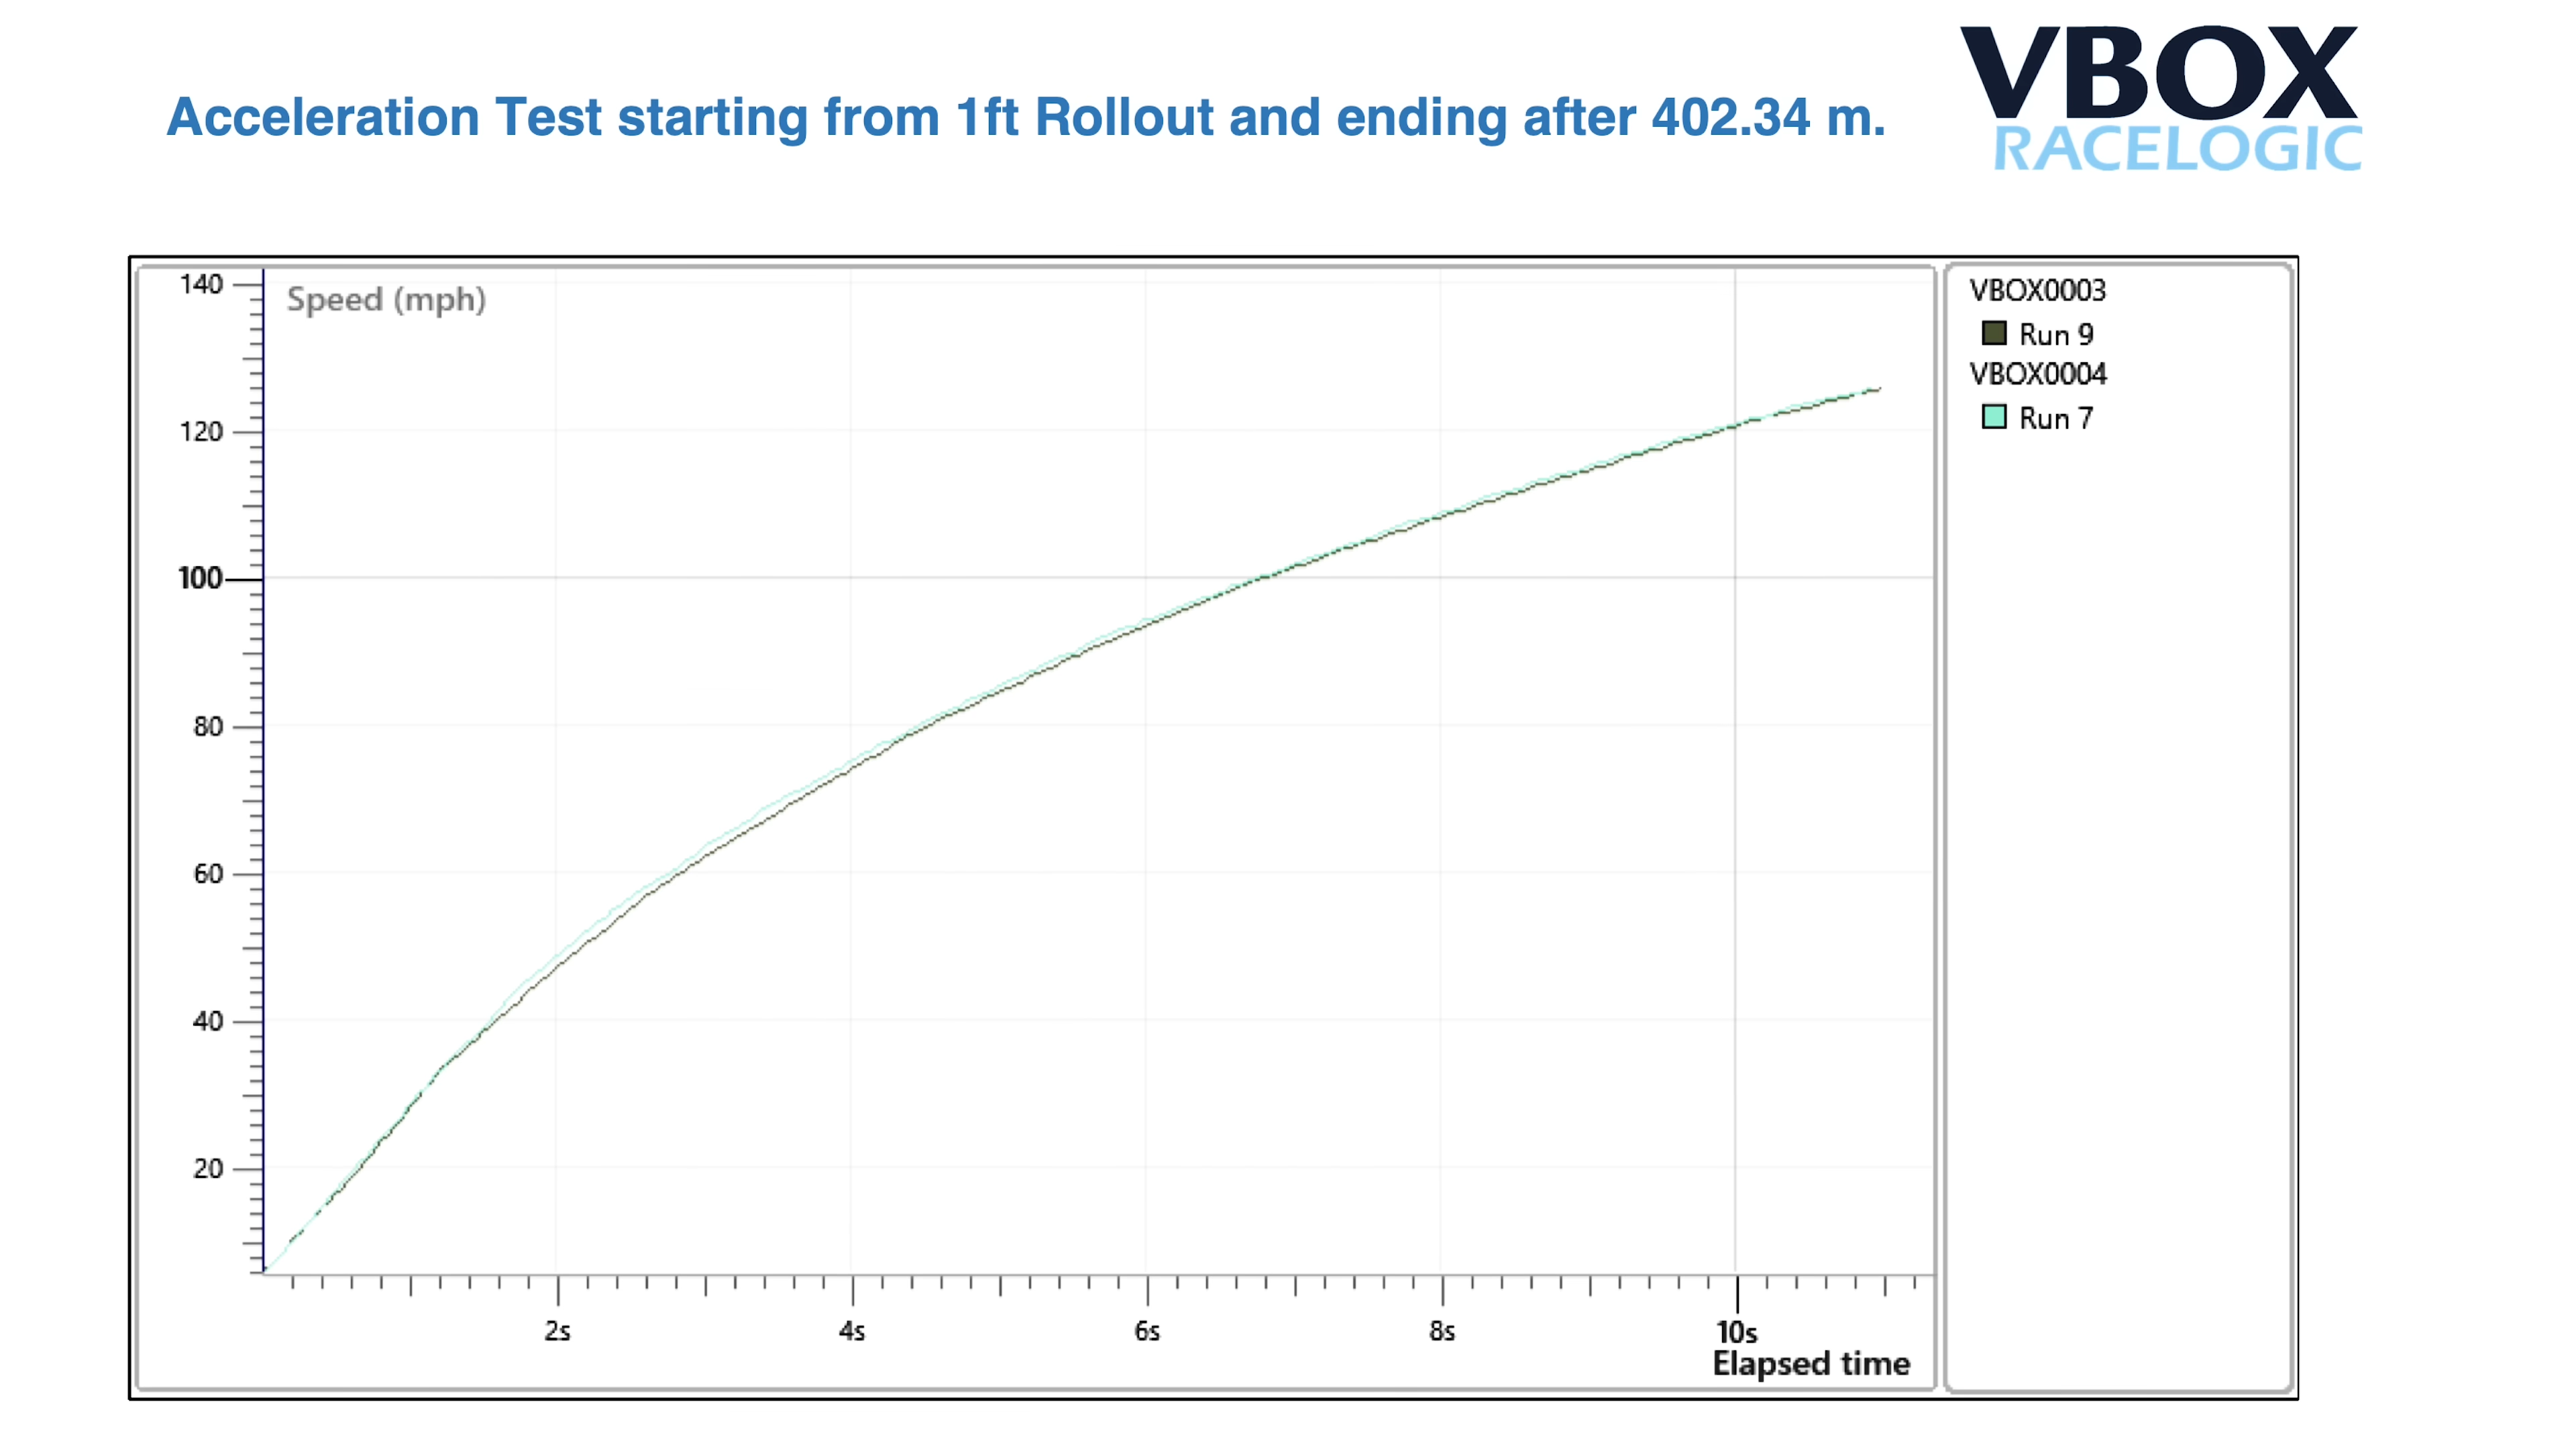 Acceleration Test starting from 1ft Rollout and ending after 402.34 m.
VBOX
RACELOGIC
Speed (mph)
140
120
100
80
60
40
20
2s
4s
6s
8s
10s
Elapsed time
VBOX0003
Run 9
VBOX0004
Run 7